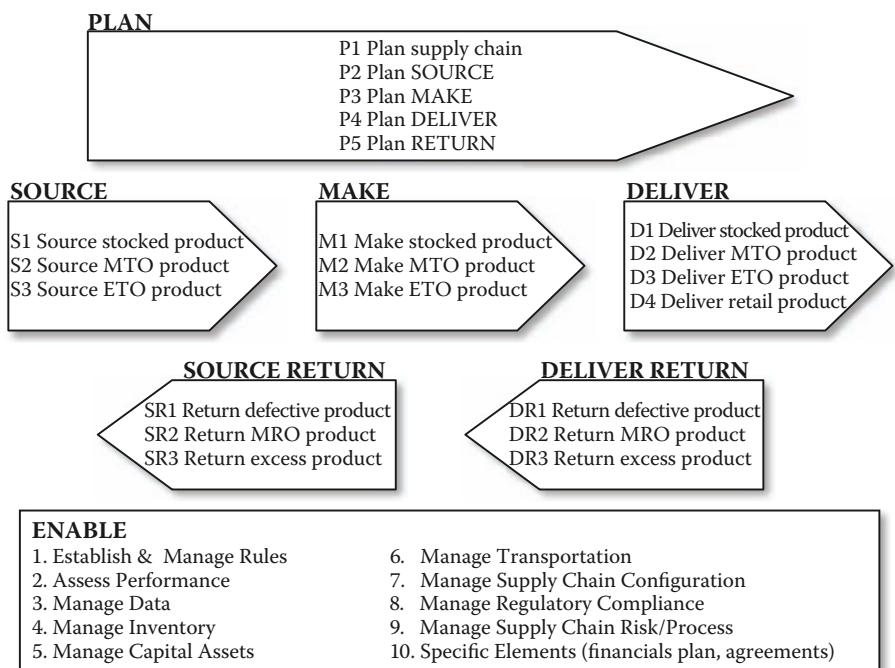 PLAN
P1 Plan supply chain
P2 Plan SOURCE
P3 Plan MAKE
P4 Plan DELIVER
P5 Plan RETURN
SOURCE
S1 Source stocked product
S2 Source MTO product
S3 Source ETO product
MAKE
M1 Make stocked product
M2 Make MTO product
M3 Make ETO product
DELIVER
D1 Deliver stocked product
D2 Deliver MTO product
D3 Deliver ETO product
D4 Deliver retail product
SOURCE RETURN
SR1 Return defective product
SR2 Return MRO product
SR3 Return excess product
DELIVER RETURN
DR1 Return defective product
DR2 Return MRO product
DR3 Return excess product
ENABLE
1. Establish & Manage Rules
2. Assess Performance
3. Manage Data
4. Manage Inventory
5. Manage Capital Assets
6. Manage Transportation
7. Manage Supply Chain Configuration
8. Manage Regulatory Compliance
9. Manage Supply Chain Risk/Process
10. Specific Elements (financials plan, agreements)